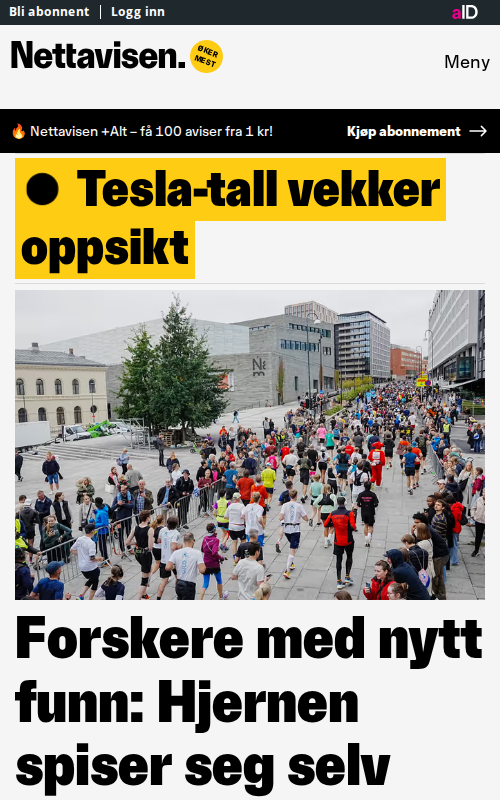 Bli abonnent | Logg inn
aID
Nettavisen.
ØKER
MEST
Meny
🔥 Nettavisen +Alt – få 100 aviser fra 1 kr!
Kjøp abonnement →
● Tesla-tall vekker
oppsikt
Forskere med nytt
funn: Hjernen
spiser seg selv